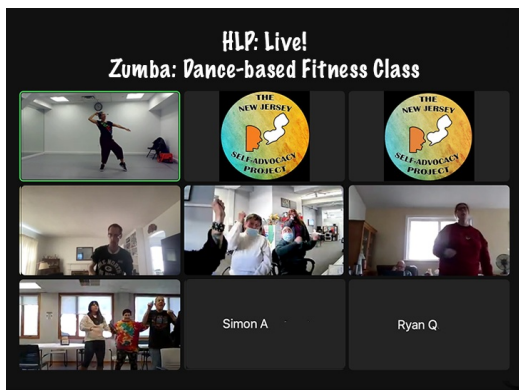 HLP: Live!
Zumba: Dance-based Fitness Class
THE
NEW JERSEY
SELF-ADVOCACY
PROJECT
THE
NEW JERSEY
SELF-ADVOCACY
PROJECT
Simon A
Ryan Q